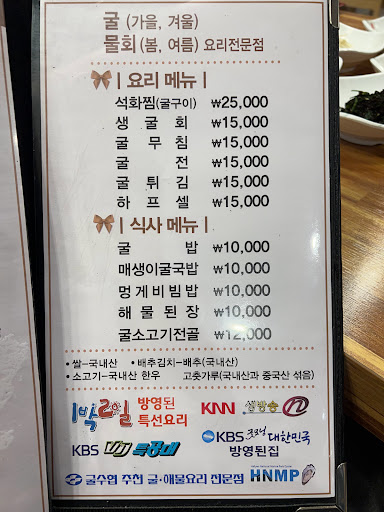 굴 (가을, 겨울)
물회(봄, 여름) 요리전문점
| 요리 메뉴 |
석화찜(굴구이) ₩25,000
생 굴 회 ₩15,000
굴 무 침 ₩15,000
굴 전 ₩15,000
굴 튀 김 ₩15,000
하 프 셀 ₩15,000
| 식사 메뉴 |
굴 밥 ₩10,000
매생이굴국밥 ₩10,000
멍게비빔밥 ₩10,000
해 물 된 장 ₩10,000
굴소고기전골 ₩12,000
• 쌀-국내산 • 배추김치-배추(국내산)
• 소고기-국내산 한우 고춧가루(국내산과 중국산 섞음)
1박2일 방영된 특선요리 KNN 생방송
KBS VJ 특공대 KBS 대한민국 방영된집
굴수협 추천 굴·해물요리 전문점 HNMP